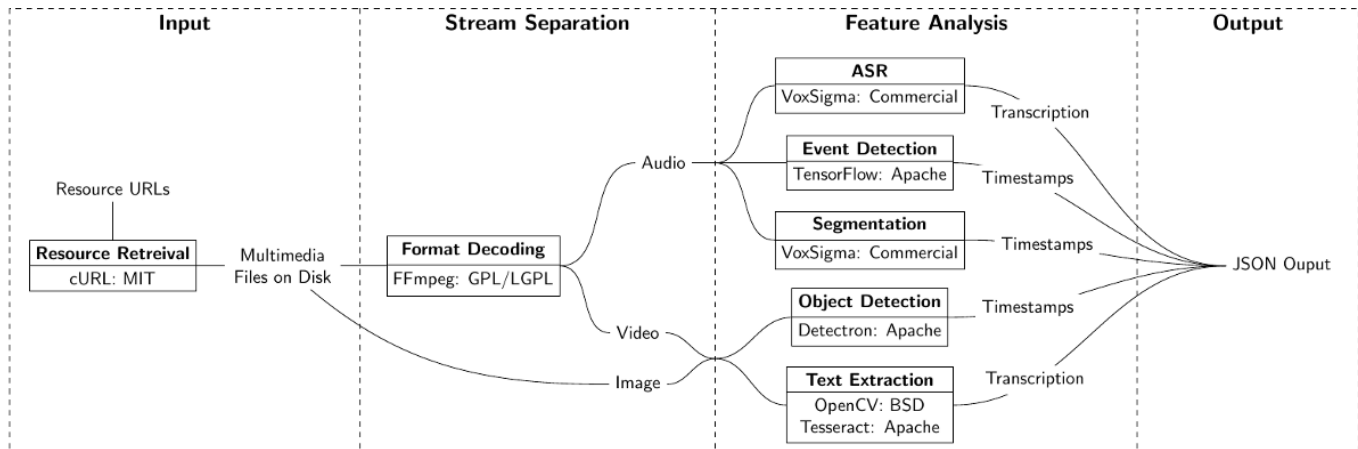 Input
Stream Separation
Feature Analysis
Output
Resource URLs
Resource Retreival
cURL: MIT
Multimedia
Files on Disk
Format Decoding
FFmpeg: GPL/LGPL
Audio
Video
Image
ASR
VoxSigma: Commercial
Event Detection
TensorFlow: Apache
Segmentation
VoxSigma: Commercial
Object Detection
Detectron: Apache
Text Extraction
OpenCV: BSD
Tesseract: Apache
Transcription
Timestamps
Timestamps
Timestamps
Transcription
JSON Ouput